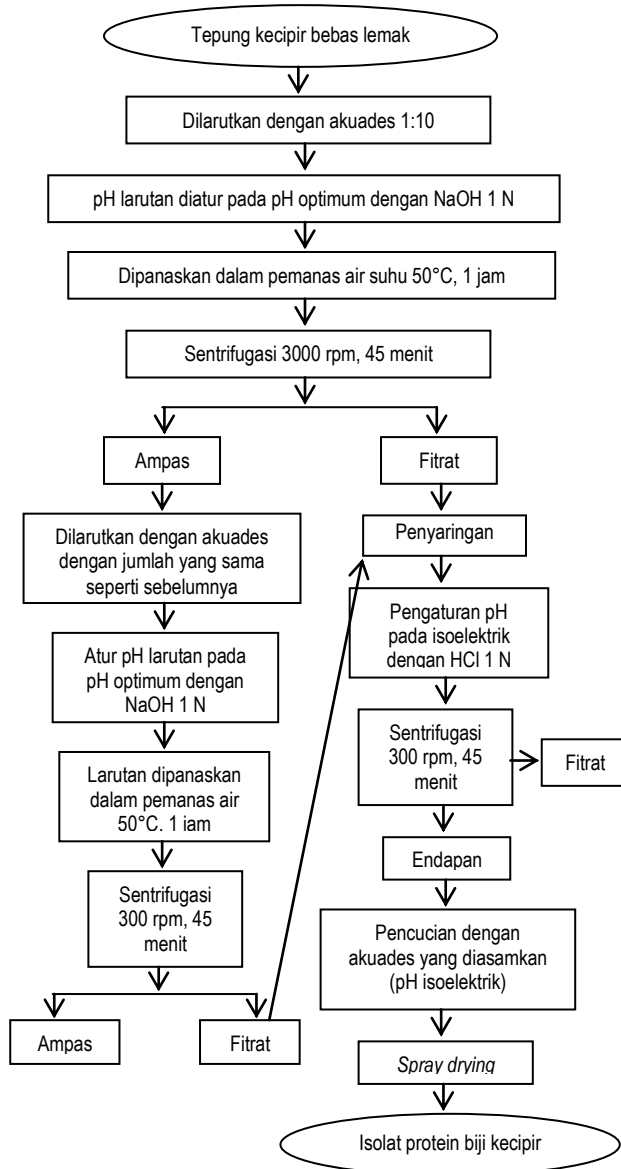 Tepung kecipir bebas lemak
Dilarutkan dengan akuades 1:10
pH larutan diatur pada pH optimum dengan NaOH 1 N
Dipanaskan dalam pemanas air suhu 50°C, 1 jam
Sentrifugasi 3000 rpm, 45 menit
Ampas
Dilarutkan dengan akuades
dengan jumlah yang sama
seperti sebelumnya
Atur pH larutan pada
pH optimum dengan
NaOH 1 N
Larutan dipanaskan
dalam pemanas air
50°C. 1 iam
Sentrifugasi
300 rpm, 45
menit
Ampas
Fitrat
Fitrat
Penyaringan
Pengaturan pH
pada isoelektrik
dengan HCl 1 N
Sentrifugasi
300 rpm, 45
menit
Fitrat
Endapan
Pencucian dengan
akuades yang diasamkan
(pH isoelektrik)
Spray drying
Isolat protein biji kecipir